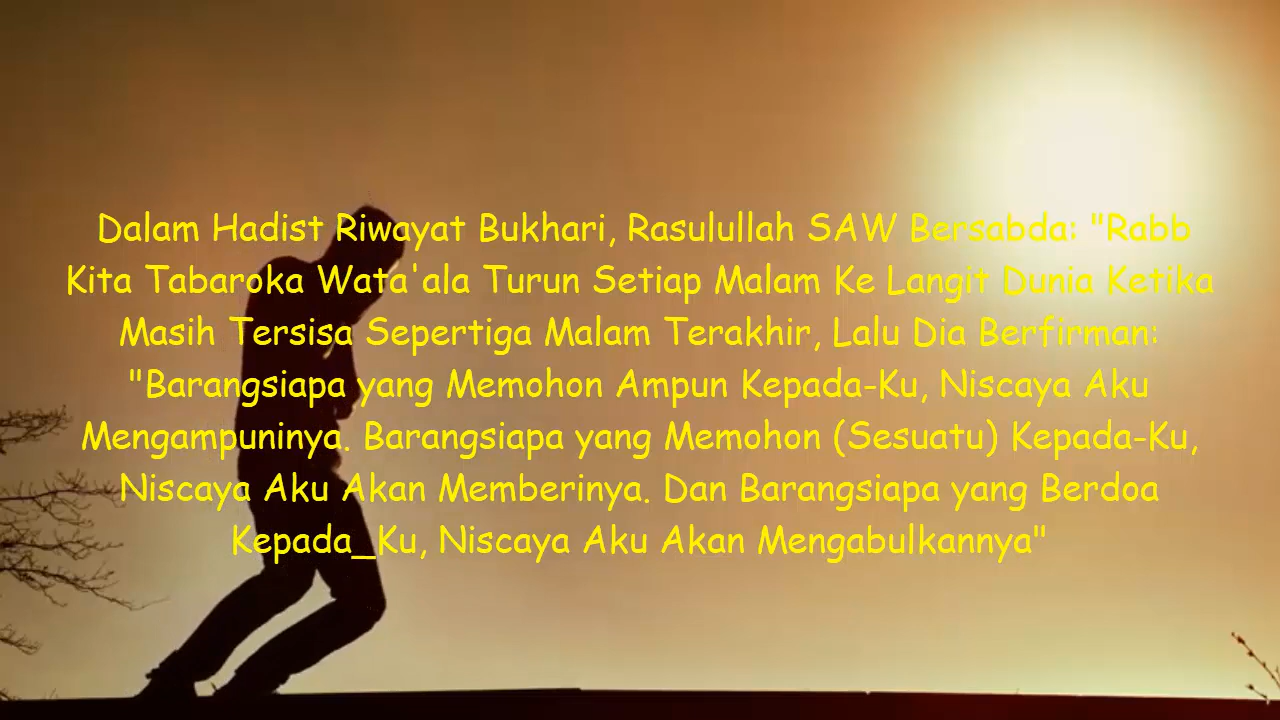 Dalam Hadist Riwayat Bukhari, Rasulullah SAW Bersabda: "Rabb
Kita Tabaroka Wata'ala Turun Setiap Malam Ke Langit Dunia Ketika
Masih Tersisa Sepertiga Malam Terakhir, Lalu Dia Berfirman:
"Barangsiapa yang Memohon Ampun Kepada-Ku, Niscaya Aku
Mengampuninya. Barangsiapa yang Memohon (Sesuatu) Kepada-Ku,
Niscaya Aku Akan Memberinya. Dan Barangsiapa yang Berdoa
Kepada_Ku, Niscaya Aku Akan Mengabulkannya"